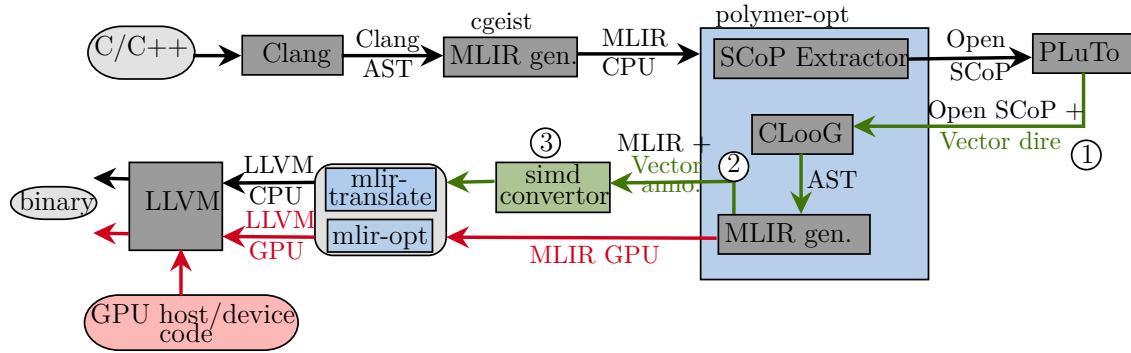 cgeist
polymer-opt
C/C++
Clang
Clang
AST
MLIR gen.
MLIR
CPU
SCoP Extractor
Open
SCoP
PLuTo
CLooG
Open SCoP +
Vector dire
①
AST
MLIR gen.
MLIR +
Vector
anno.
②
③
simd
convertor
mlir-
translate
mlir-opt
MLIR GPU
LLVM
CPU
LLVM
GPU
LLVM
binary
GPU host/device
code